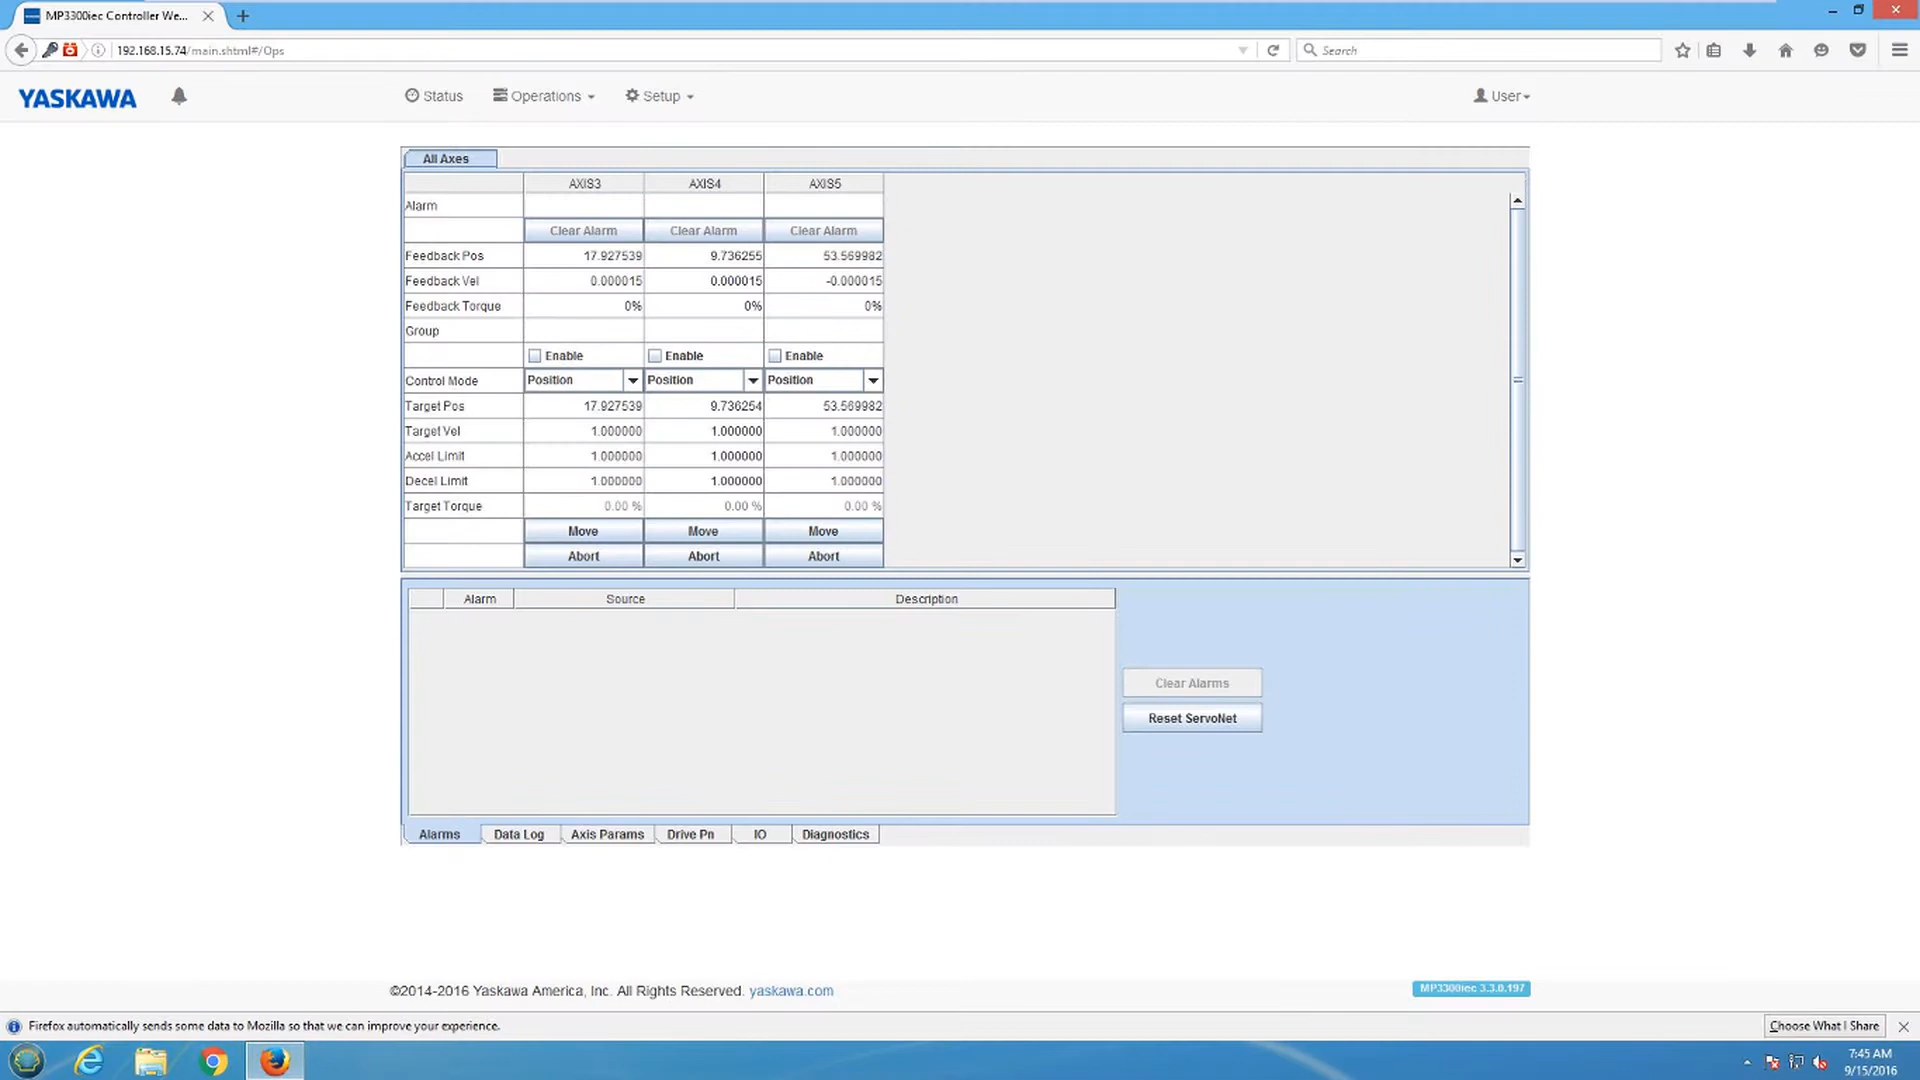 MP3300iec Controller We...
192.168.15.74/main.shtml#/Ops
Search
YASKAWA
Status
Operations
Setup
User
All Axes
AXIS3 AXIS4 AXIS5
Alarm
Clear Alarm Clear Alarm Clear Alarm
Feedback Pos 17.927539 9.736255 53.569982
Feedback Vel 0.000015 0.000015 -0.000015
Feedback Torque 0% 0% 0%
Group
Enable Enable Enable
Control Mode Position Position Position
Target Pos 17.927539 9.736254 53.569982
Target Vel 1.000000 1.000000 1.000000
Accel Limit 1.000000 1.000000 1.000000
Decel Limit 1.000000 1.000000 1.000000
Target Torque 0.00 % 0.00 % 0.00 %
Move Move Move
Abort Abort Abort
Alarm Source Description
Clear Alarms
Reset ServoNet
Alarms Data Log Axis Params Drive Pn IO Diagnostics
©2014-2016 Yaskawa America, Inc. All Rights Reserved. yaskawa.com
MP3300iec 3.3.0.197
Firefox automatically sends some data to Mozilla so that we can improve your experience.
Choose What I Share
7:45 AM
9/15/2016